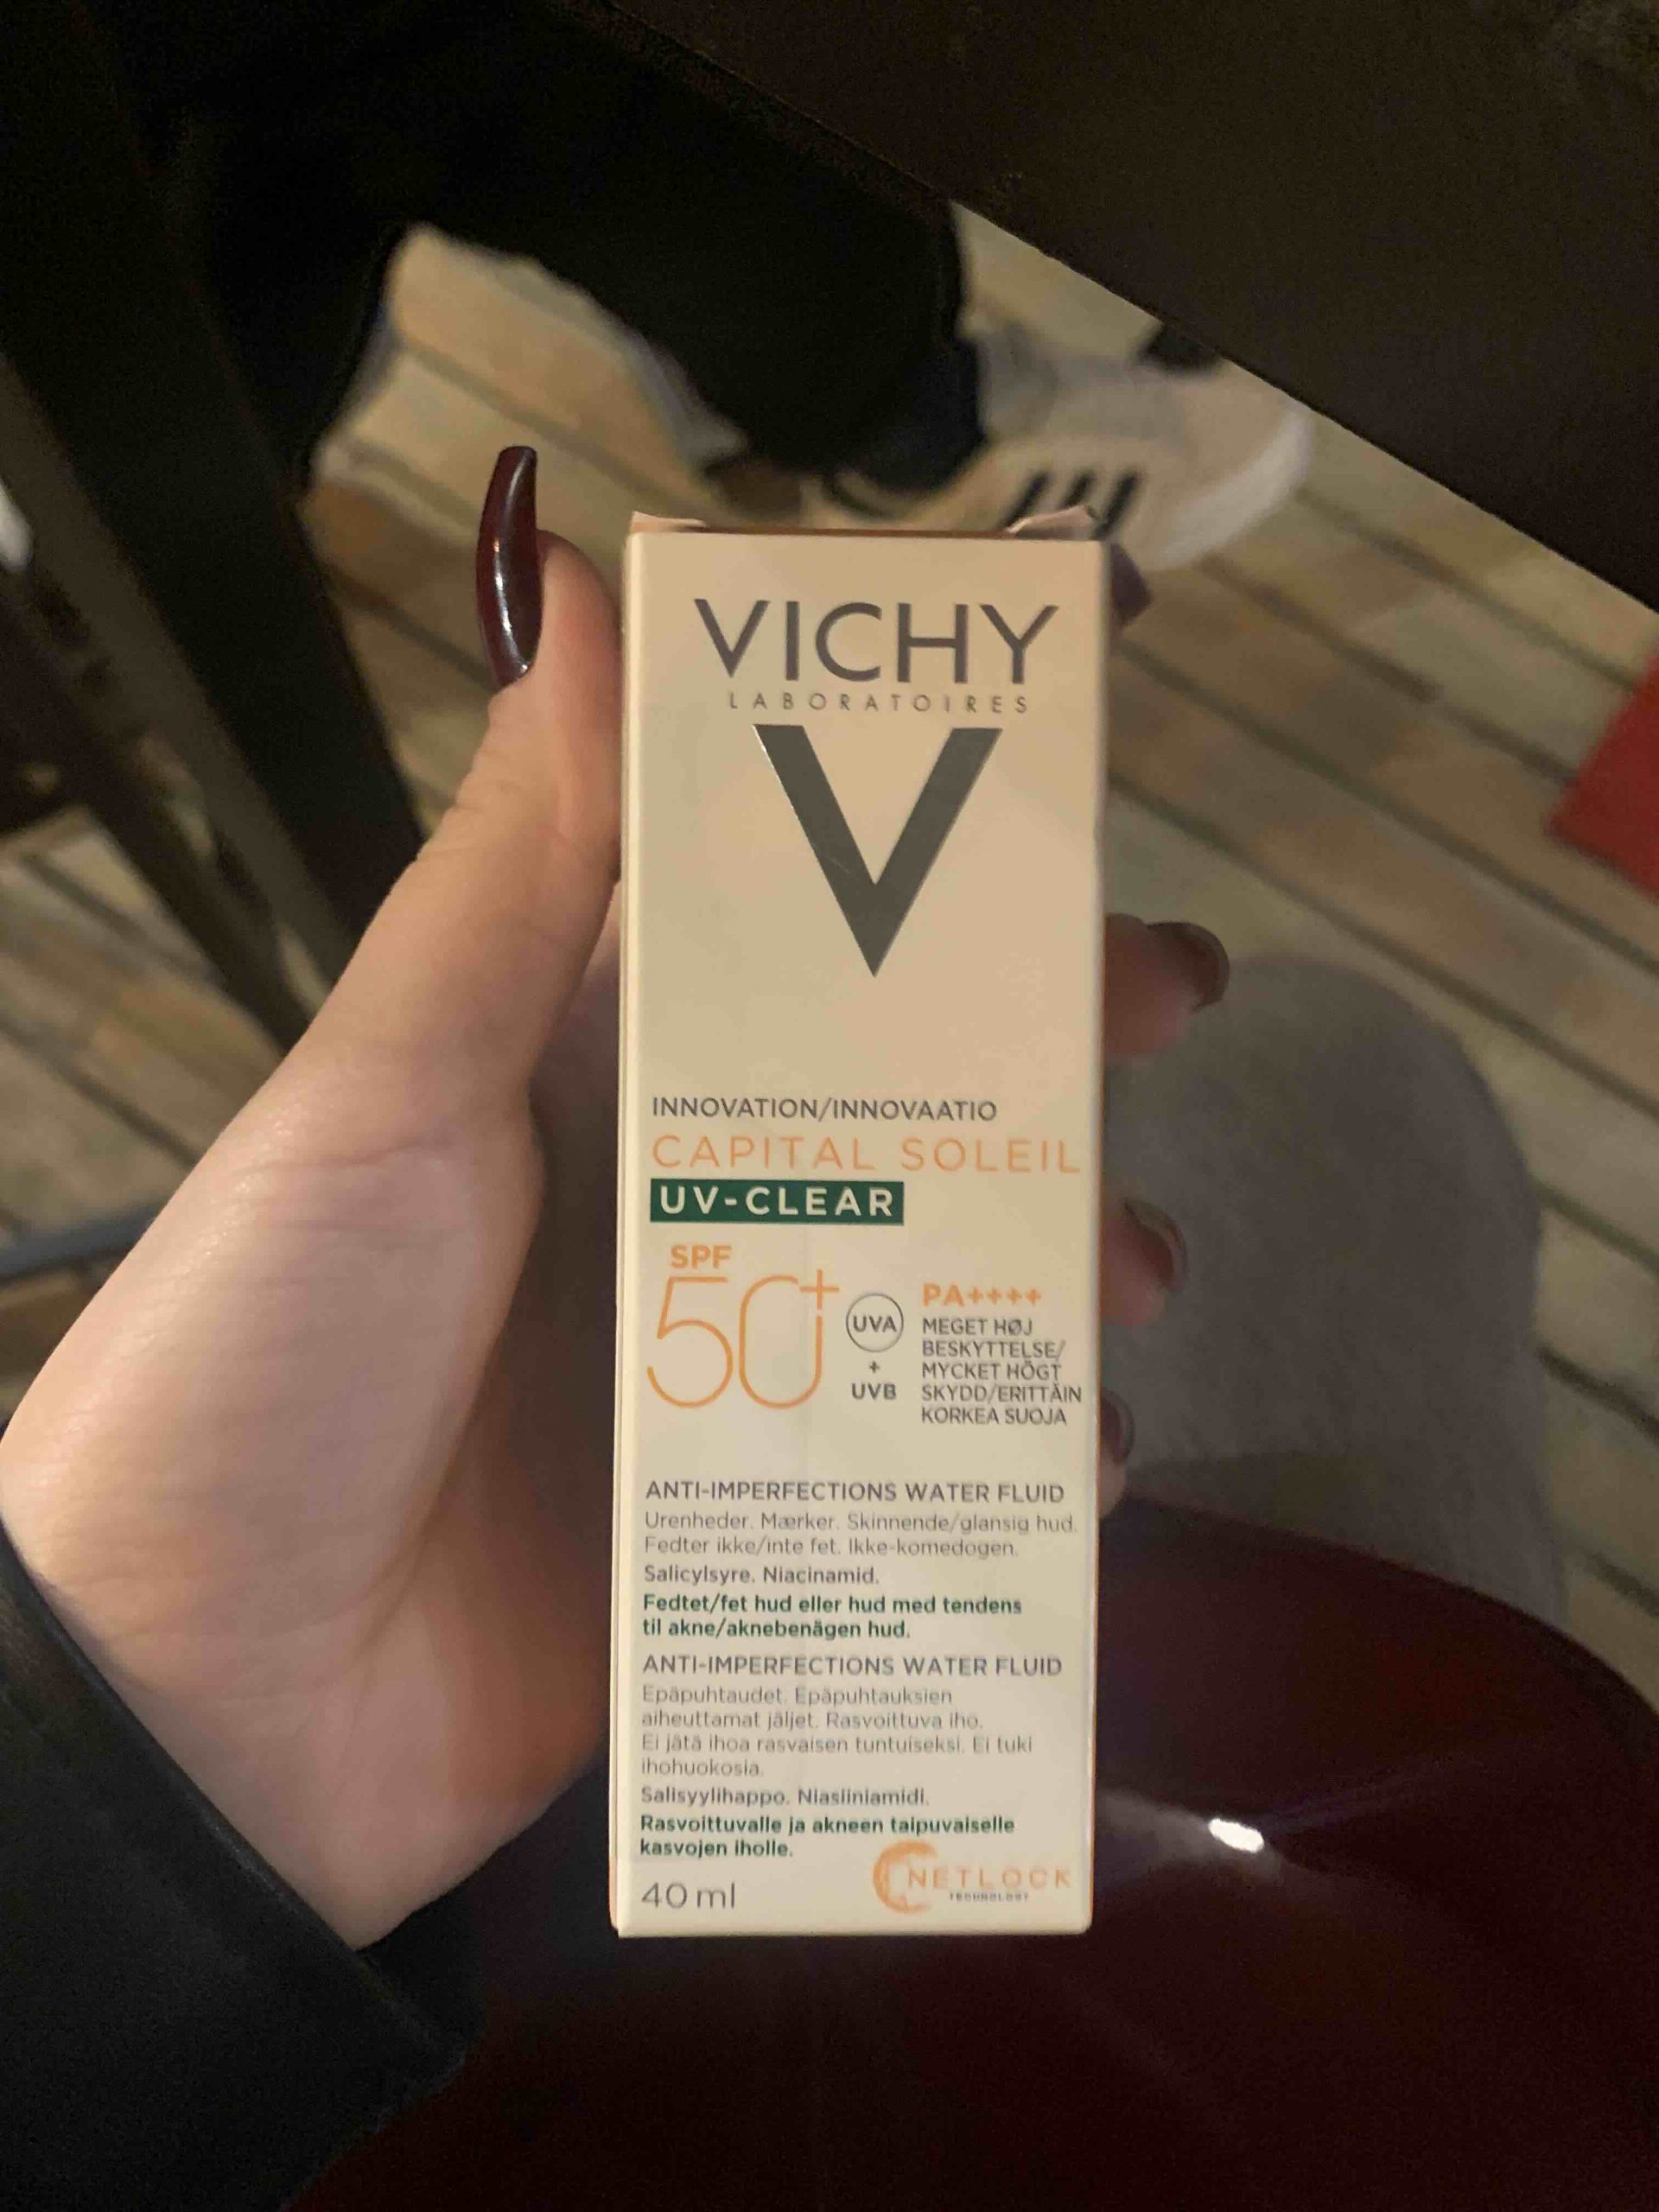 VICHY
LABORATOIRES
V
INNOVATION/INNOVAATIO
CAPITAL SOLEIL
UV-CLEAR
SPF
50+
UVA
+
UVB
PA++++
MEGET HØJ
BESKYTTELSE/
MYCKET HÖGT
SKYDD/ERITTÄIN
KORKEA SUOJA
ANTI-IMPERFECTIONS WATER FLUID
Urenheder. Mærker. Skinnende/glansig hud.
Fedter ikke/inte fet. Ikke-komedogen.
Salicylsyre. Niacinamid.
Fedtet/fet hud eller hud med tendens
til akne/aknebenägen hud.
ANTI-IMPERFECTIONS WATER FLUID
Epäpuhtaudet. Epäpuhtauksien
aiheuttamat jäljet. Rasvoittuva iho.
Ei jätä ihoa rasvaisen tuntuiseksi. Ei tuki
ihohuokosia.
Salisyylihappo. Niasiiniamidi.
Rasvoittuvalle ja akneen taipuvaiselle
kasvojen iholle.
40 ml
NETLOCK
TECHNOLOGY